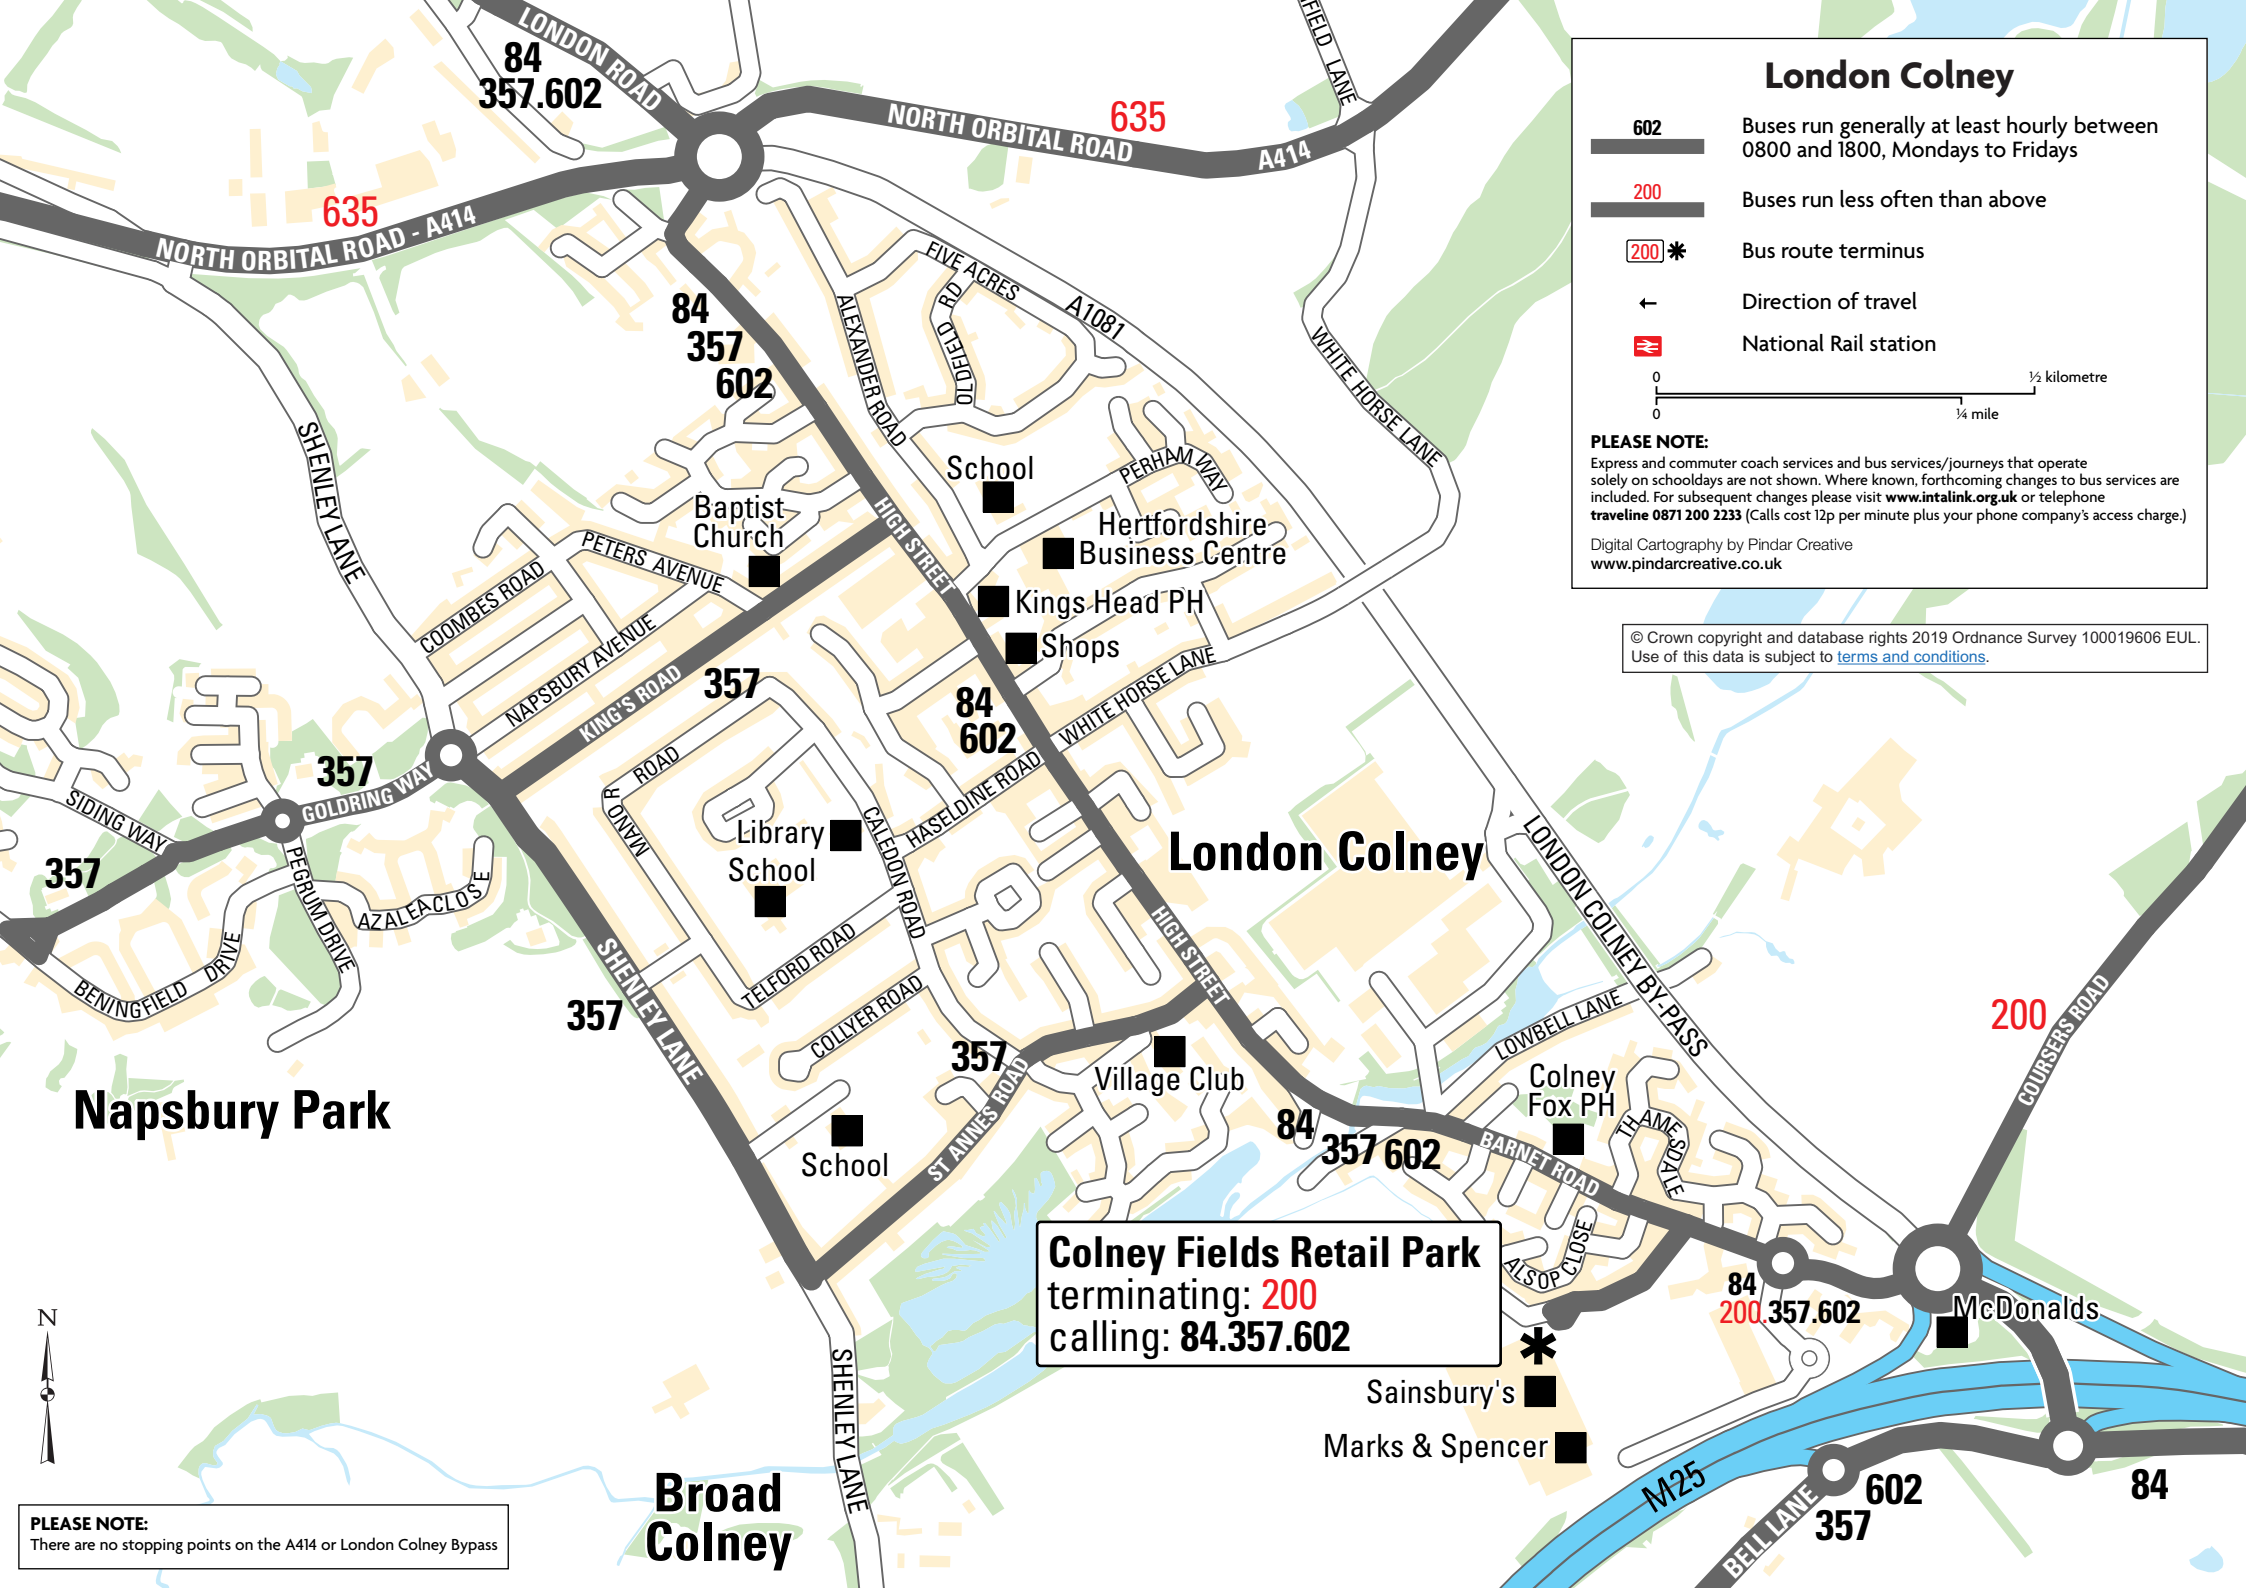 LONDON ROAD
84
357.602
FIELD LANE
635
NORTH ORBITAL ROAD
A414
635
NORTH ORBITAL ROAD - A414
London Colney
602
Buses run generally at least hourly between
0800 and 1800, Mondays to Fridays
200
Buses run less often than above
200
Bus route terminus
Direction of travel
National Rail station
0
½ kilometre
0
¼ mile
PLEASE NOTE:
Express and commuter coach services and bus services/journeys that operate
solely on schooldays are not shown. Where known, forthcoming changes to bus services are
included. For subsequent changes please visit www.intalink.org.uk or telephone
traveline 0871 200 2233 (Calls cost 12p per minute plus your phone company's access charge.)
Digital Cartography by Pindar Creative
www.pindarcreative.co.uk
© Crown copyright and database rights 2019 Ordnance Survey 100019606 EUL.
Use of this data is subject to terms and conditions.
FIVE ACRES
OLDFIELD RD
A1081
84
357
602
ALEXANDER ROAD
WHITE HORSE LANE
SHENLEY LANE
School
PERHAM WAY
Baptist
Church
HIGH STREET
Hertfordshire
Business Centre
PETERS AVENUE
COOMBES ROAD
Kings Head PH
NAPSBURY AVENUE
Shops
KING'S ROAD
357
84
602
WHITE HORSE LANE
MANOR ROAD
HASELDINE ROAD
357
GOLDRING WAY
SIDING WAY
Library
CALEDON ROAD
London Colney
LONDON COLNEY BY-PASS
357
PEGRUM DRIVE
School
AZALEA CLOSE
HIGH STREET
BENINGFIELD DRIVE
SHENLEY LANE
TELFORD ROAD
357
COLLYER ROAD
LOWBELL LANE
200
COURSERS ROAD
357
ST ANNES ROAD
Village Club
Colney
Fox PH
Napsbury Park
84
357 602
BARNET ROAD
THAMESDALE
School
Colney Fields Retail Park
terminating: 200
calling: 84.357.602
ALSOP CLOSE
84
200.357.602
McDonalds
N
SHENLEY LANE
Sainsbury's
Marks & Spencer
M25
602
357
84
BELL LANE
Broad
Colney
PLEASE NOTE:
There are no stopping points on the A414 or London Colney Bypass